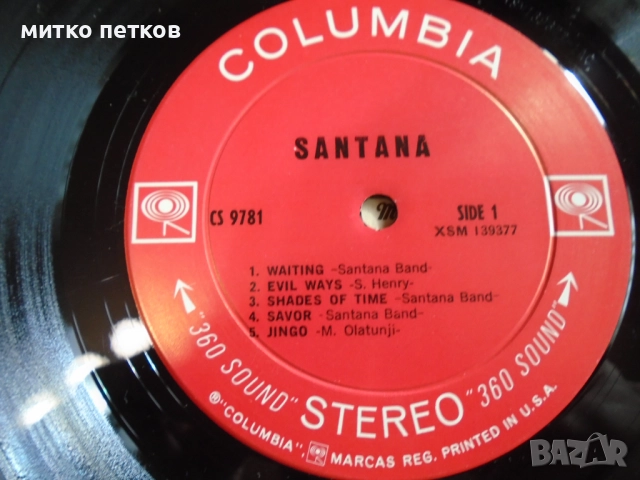 митко петков
COLUMBIA
SANTANA
CS 9781
SIDE 1
XSM 139377
1. WAITING -Santana Band-
2. EVIL WAYS -S. Henry-
3. SHADES OF TIME -Santana Band-
4. SAVOR -Santana Band-
5. JINGO -M. Olatunji-
"360 SOUND" STEREO "360 SOUND"
℗"COLUMBIA", MARCAS REG. PRINTED IN U.S.A.
BAZAR